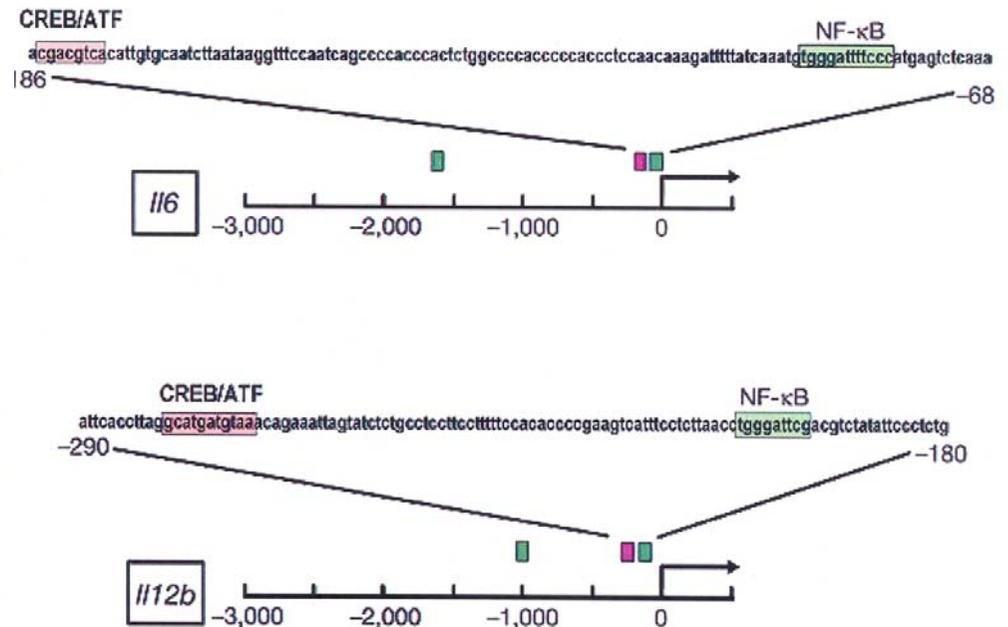 CREB/ATF
NF-κB
acgacgtcacattgtgcaatcttaataaggtttccaatcagccccacccactctggccccacccccaccctccaacaaagatttttatcaaatgtgggattttcccatgagtctcaaa
186
–68
Il6
–3,000 –2,000 –1,000 0
CREB/ATF
NF-κB
attcaccttaggcatgatgtaaacagaaattagtatctctgcctccttcctttttccacaccccgaagtcatttcctcttaacctgggattcgacgtctatattccctctg
–290
–180
Il12b
–3,000 –2,000 –1,000 0